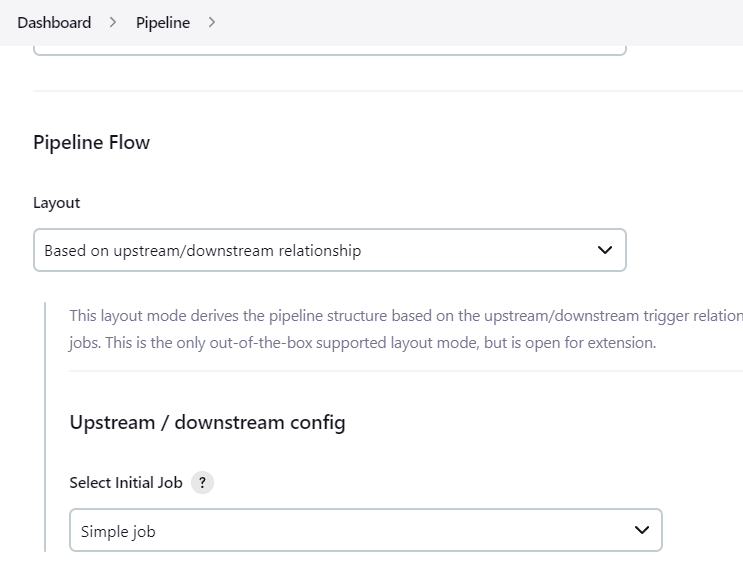 Dashboard > Pipeline >
Pipeline Flow
Layout
Based on upstream/downstream relationship
This layout mode derives the pipeline structure based on the upstream/downstream trigger relation
jobs. This is the only out-of-the-box supported layout mode, but is open for extension.
Upstream / downstream config
Select Initial Job ?
Simple job